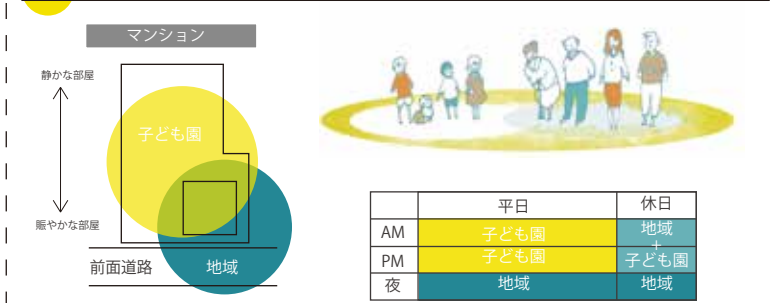 マンション
静かな部屋
子ども園
賑やかな部屋
前面道路
地域
平日
休日
AM
子ども園
地域
+
子ども園
PM
子ども園
夜
地域
地域